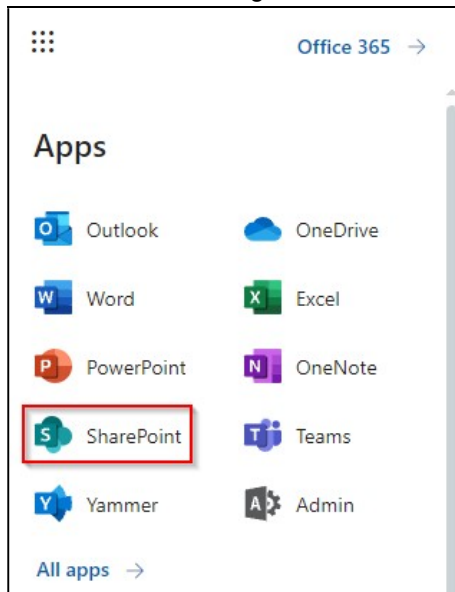 Office 365 →
Apps
Outlook OneDrive
Word Excel
PowerPoint OneNote
SharePoint Teams
Yammer Admin
All apps →